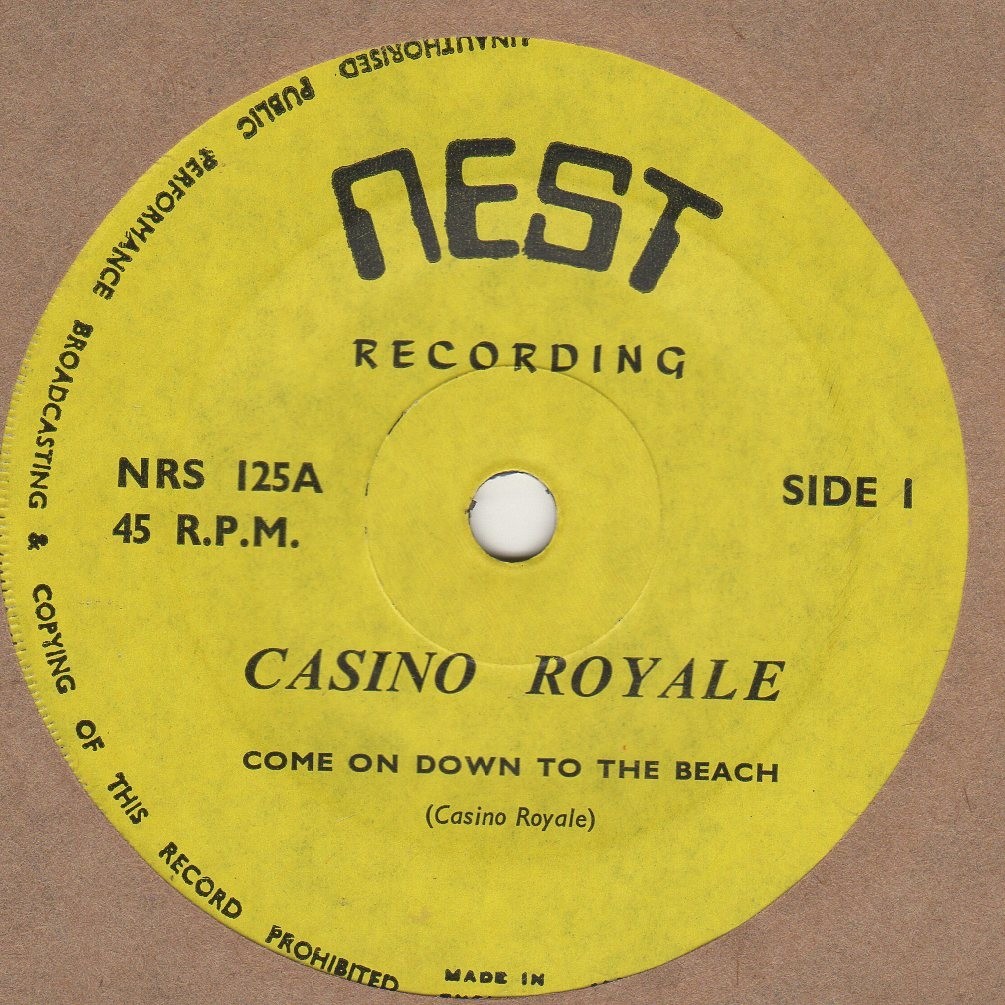 nEST
RECORDING
NRS 125A
45 R.P.M.
SIDE 1
CASINO ROYALE
COME ON DOWN TO THE BEACH
(Casino Royale)
UNAUTHORISED PUBLIC PERFORMANCE BROADCASTING & COPYING OF THIS RECORD PROHIBITED
MADE IN